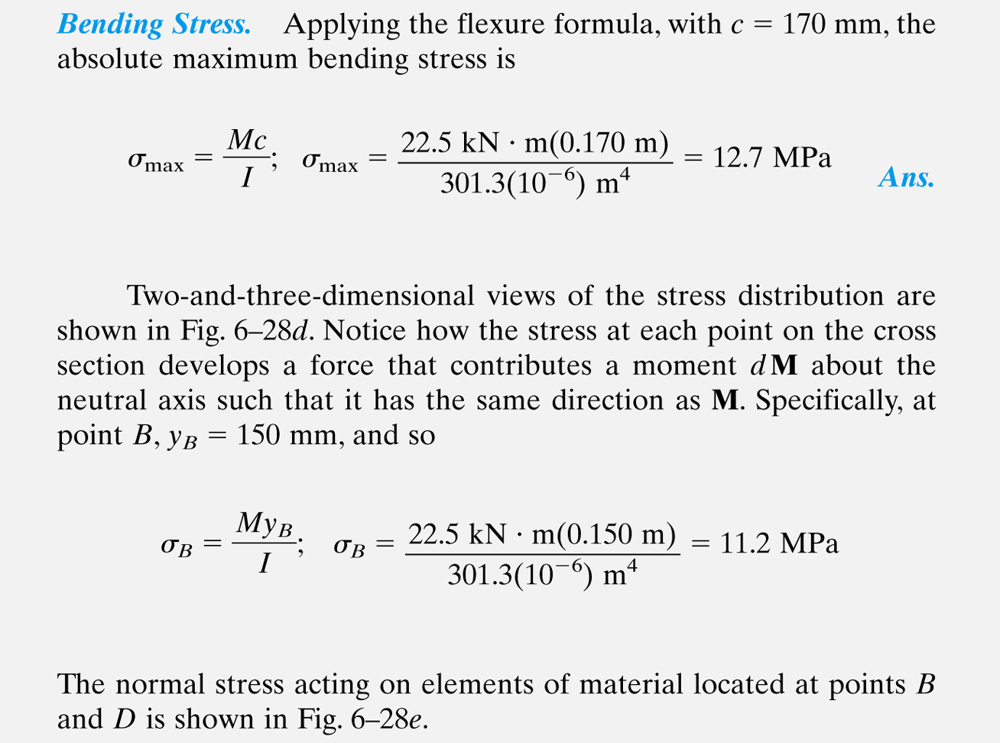 Bending Stress. Applying the flexure formula, with c = 170 mm, the
absolute maximum bending stress is
σmax = Mc/I; σmax = 22.5 kN · m(0.170 m)/301.3(10⁻⁶) m⁴ = 12.7 MPa Ans.
Two-and-three-dimensional views of the stress distribution are
shown in Fig. 6–28d. Notice how the stress at each point on the cross
section develops a force that contributes a moment dM about the
neutral axis such that it has the same direction as M. Specifically, at
point B, yB = 150 mm, and so
σB = MyB/I; σB = 22.5 kN · m(0.150 m)/301.3(10⁻⁶) m⁴ = 11.2 MPa
The normal stress acting on elements of material located at points B
and D is shown in Fig. 6–28e.